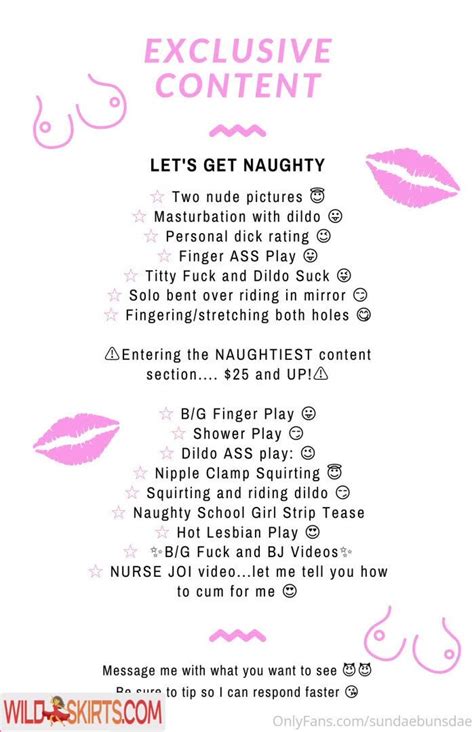 EXCLUSIVE
CONTENT
LET'S GET NAUGHTY
☆ Two nude pictures 😇
☆ Masturbation with dildo 😛
☆ Personal dick rating 😉
☆ Finger ASS Play 😛
☆ Titty Fuck and Dildo Suck 😜
☆ Solo bent over riding in mirror 😏
☆ Fingering/stretching both holes 😋
⚠Entering the NAUGHTIEST content
section.... $25 and UP!⚠
☆ B/G Finger Play 😛
☆ Shower Play 😏
☆ Dildo ASS play: 😉
☆ Nipple Clamp Squirting 😇
☆ Squirting and riding dildo 😏
☆ Naughty School Girl Strip Tease
☆ Hot Lesbian Play 😍
☆ ✨B/G Fuck and BJ Videos✨
☆ NURSE JOI video...let me tell you how
to cum for me 😍
Message me with what you want to see 😈😈
Be sure to tip so I can respond faster 😘
WILDSKIRTS.COM
OnlyFans.com/sundaebunsdae